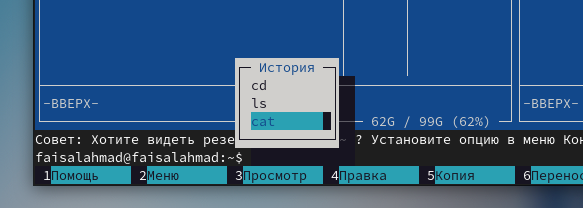 История
cd
ls
cat
-ВВЕРХ-
62G / 99G (62%)
-ВВЕРХ-
Совет: Хотите видеть резе ? Установите опцию в меню Кон
faisalahmad@faisalahmad:~$
1Помощь 2Меню 3Просмотр 4Правка 5Копия 6Перенос